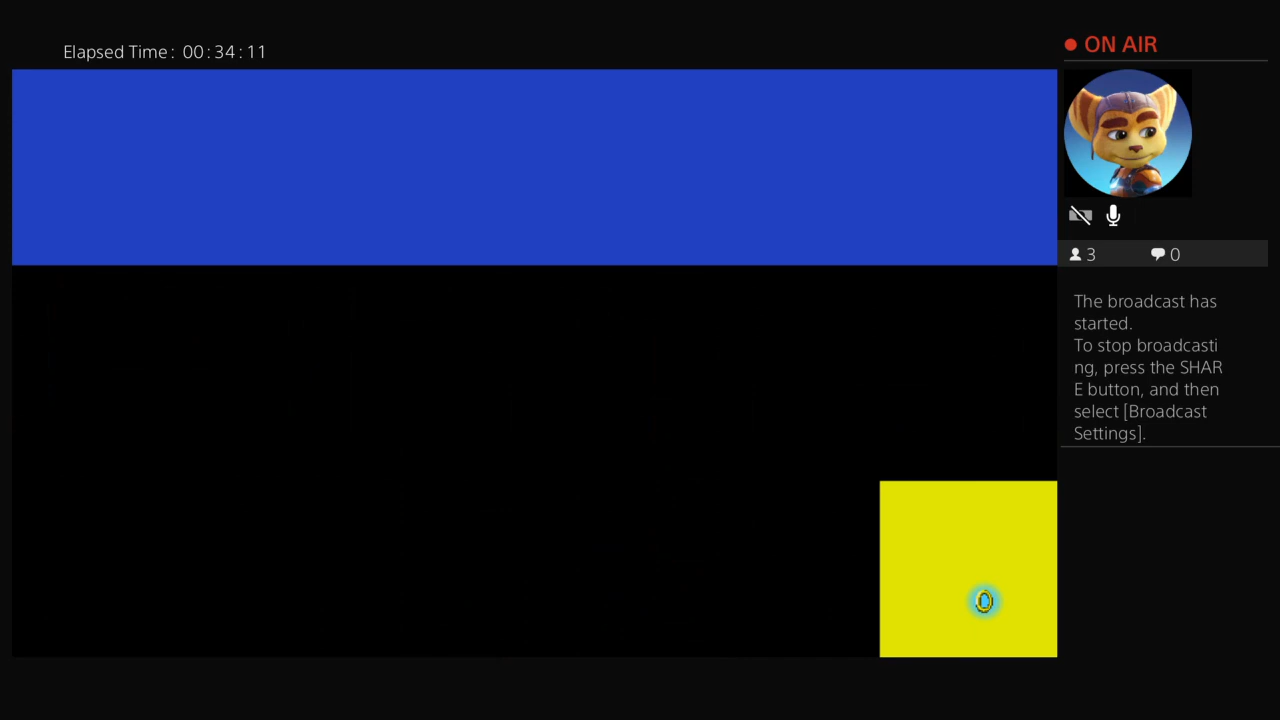 Elapsed Time: 00:34:11
ON AIR
3
0
The broadcast has
started.
To stop broadcasti
ng, press the SHAR
E button, and then
select [Broadcast
Settings].